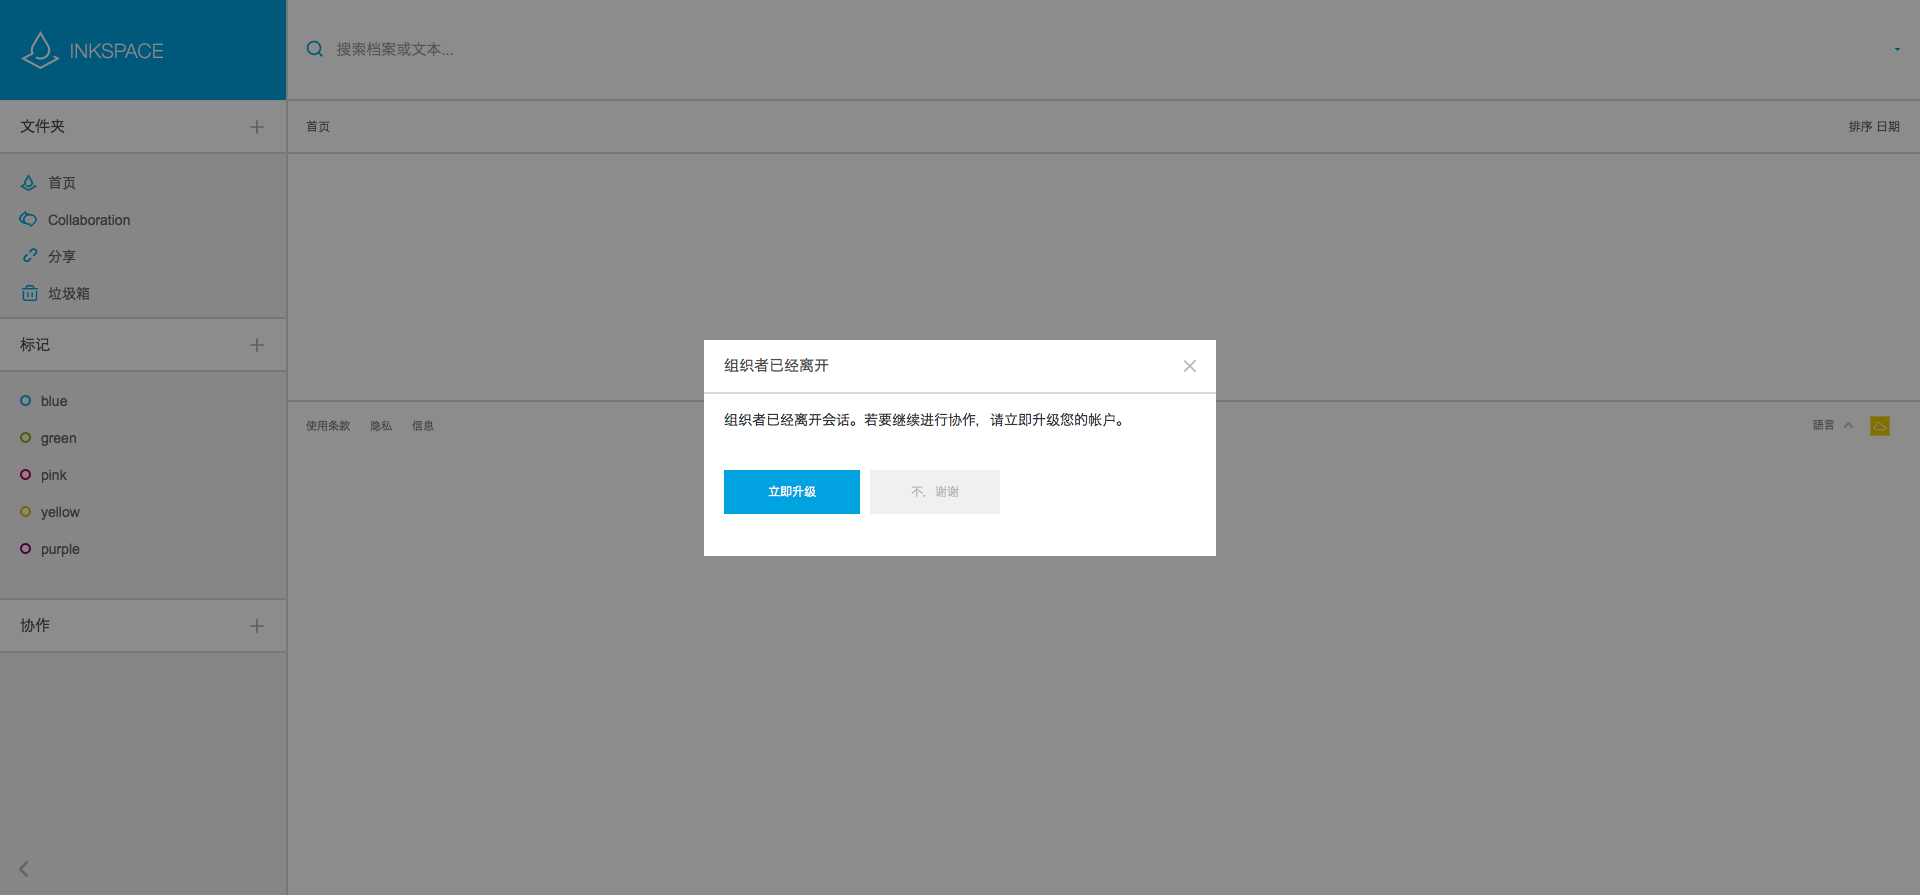 INKSPACE
搜索档案或文本...
文件夹
首页
排序 日期
首页
Collaboration
分享
垃圾箱
标记
blue
green
pink
yellow
purple
协作
组织者已经离开
组织者已经离开会话。若要继续进行协作，请立即升级您的帐户。
立即升级
不，谢谢
使用条款
隐私
信息
語言